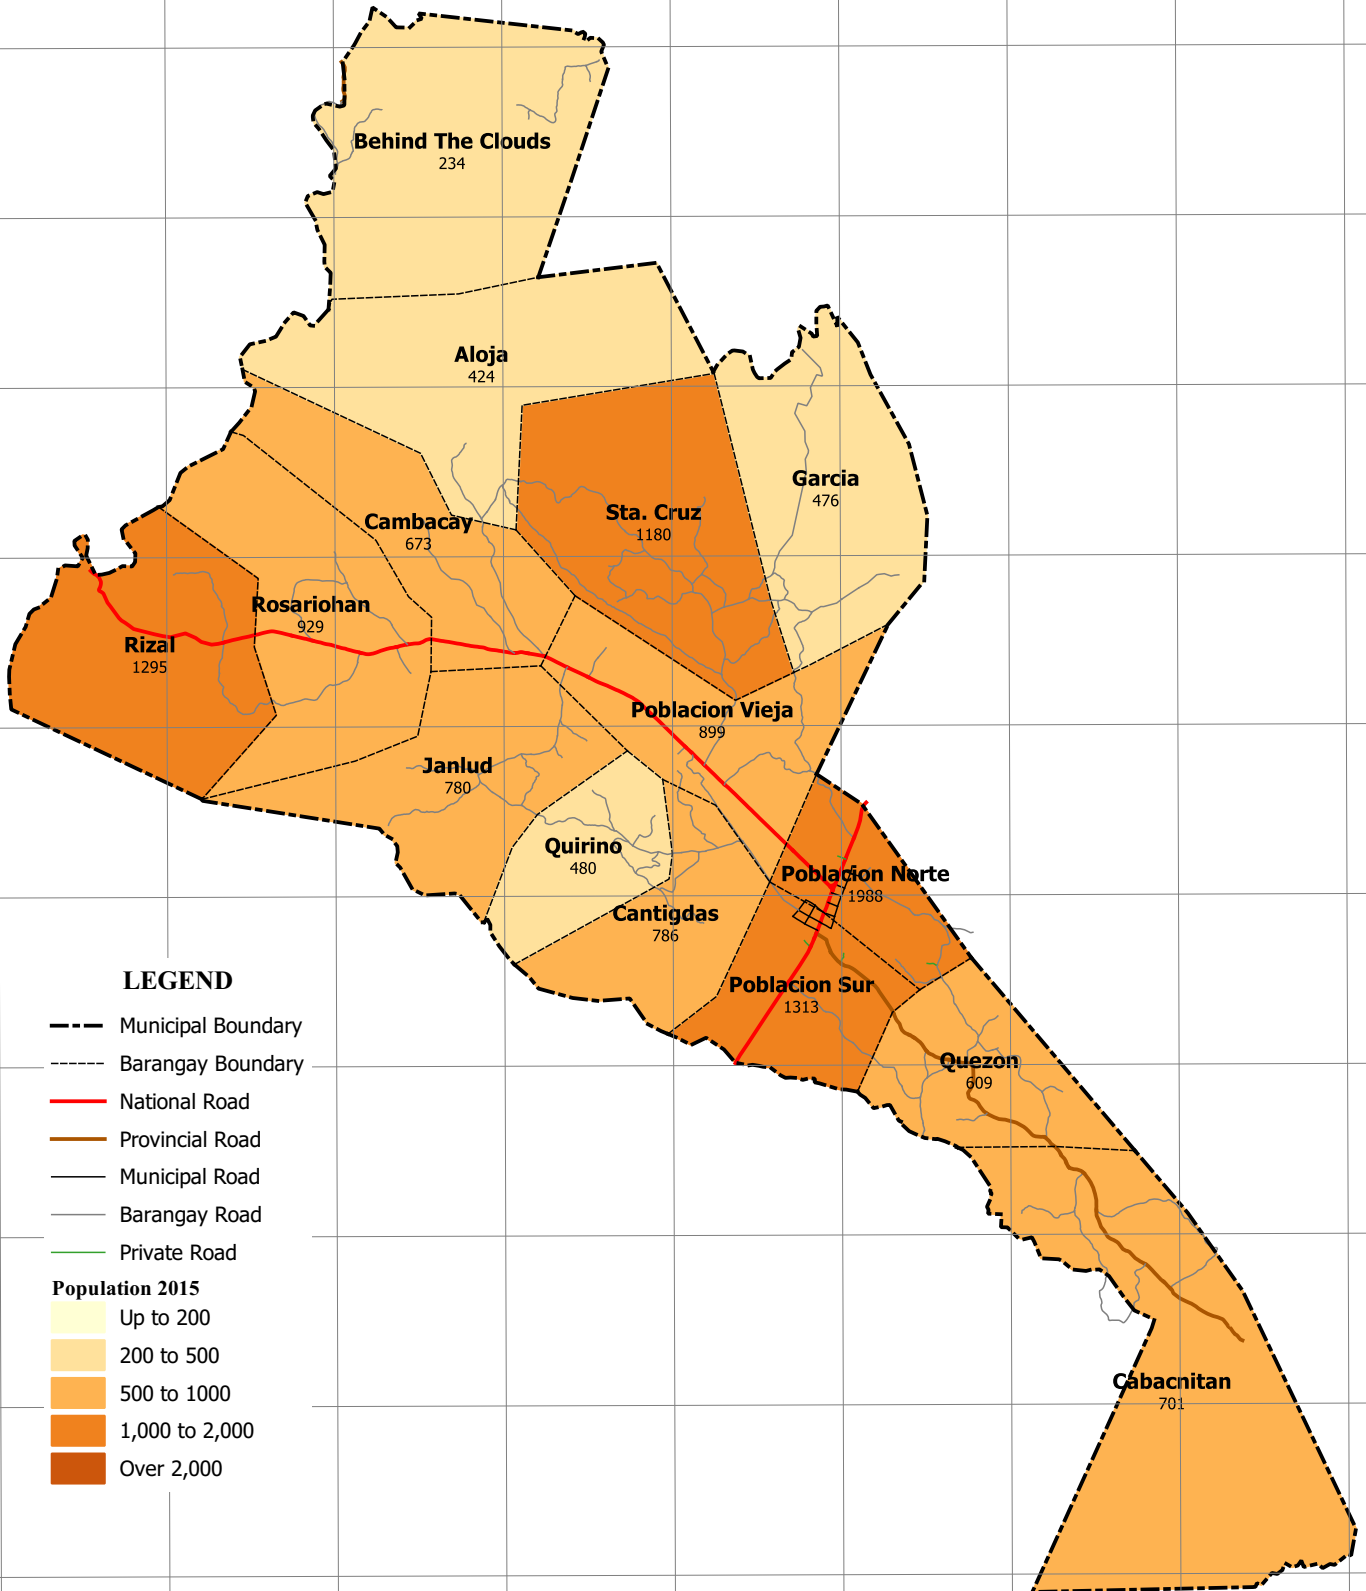 Behind The Clouds
234
Aloja
424
Garcia
476
Sta. Cruz
1180
Cambacay
673
Rosariohan
929
Rizal
1295
Poblacion Vieja
899
Janlud
780
Quirino
480
Poblacion Norte
1988
Cantigdas
786
Poblacion Sur
1313
Quezon
609
Cabacnitan
701
LEGEND
Municipal Boundary
Barangay Boundary
National Road
Provincial Road
Municipal Road
Barangay Road
Private Road
Population 2015
Up to 200
200 to 500
500 to 1000
1,000 to 2,000
Over 2,000